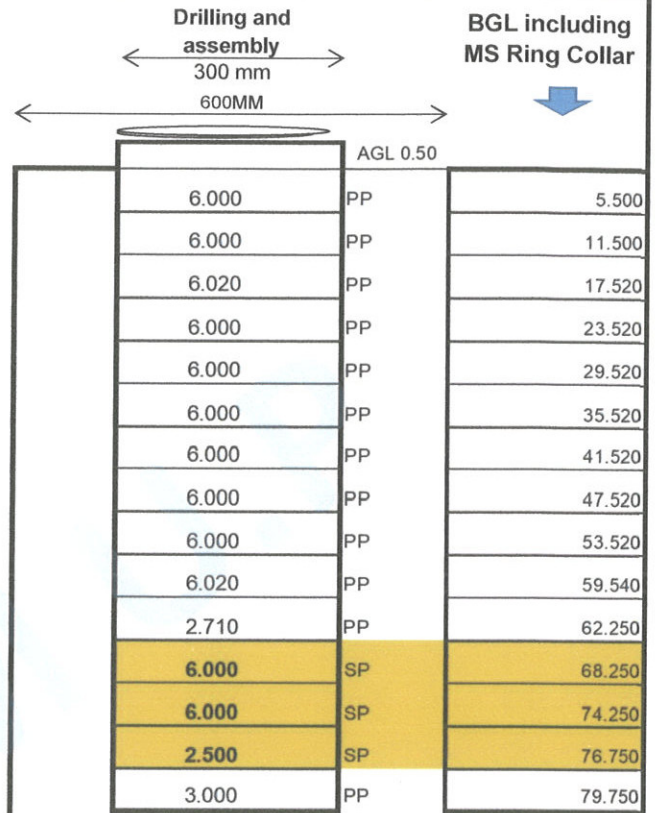 Drilling and
assembly
300 mm
600MM
BGL including
MS Ring Collar
AGL 0.50
6.000 PP 5.500
6.000 PP 11.500
6.020 PP 17.520
6.000 PP 23.520
6.000 PP 29.520
6.000 PP 35.520
6.000 PP 41.520
6.000 PP 47.520
6.000 PP 53.520
6.020 PP 59.540
2.710 PP 62.250
6.000 SP 68.250
6.000 SP 74.250
2.500 SP 76.750
3.000 PP 79.750